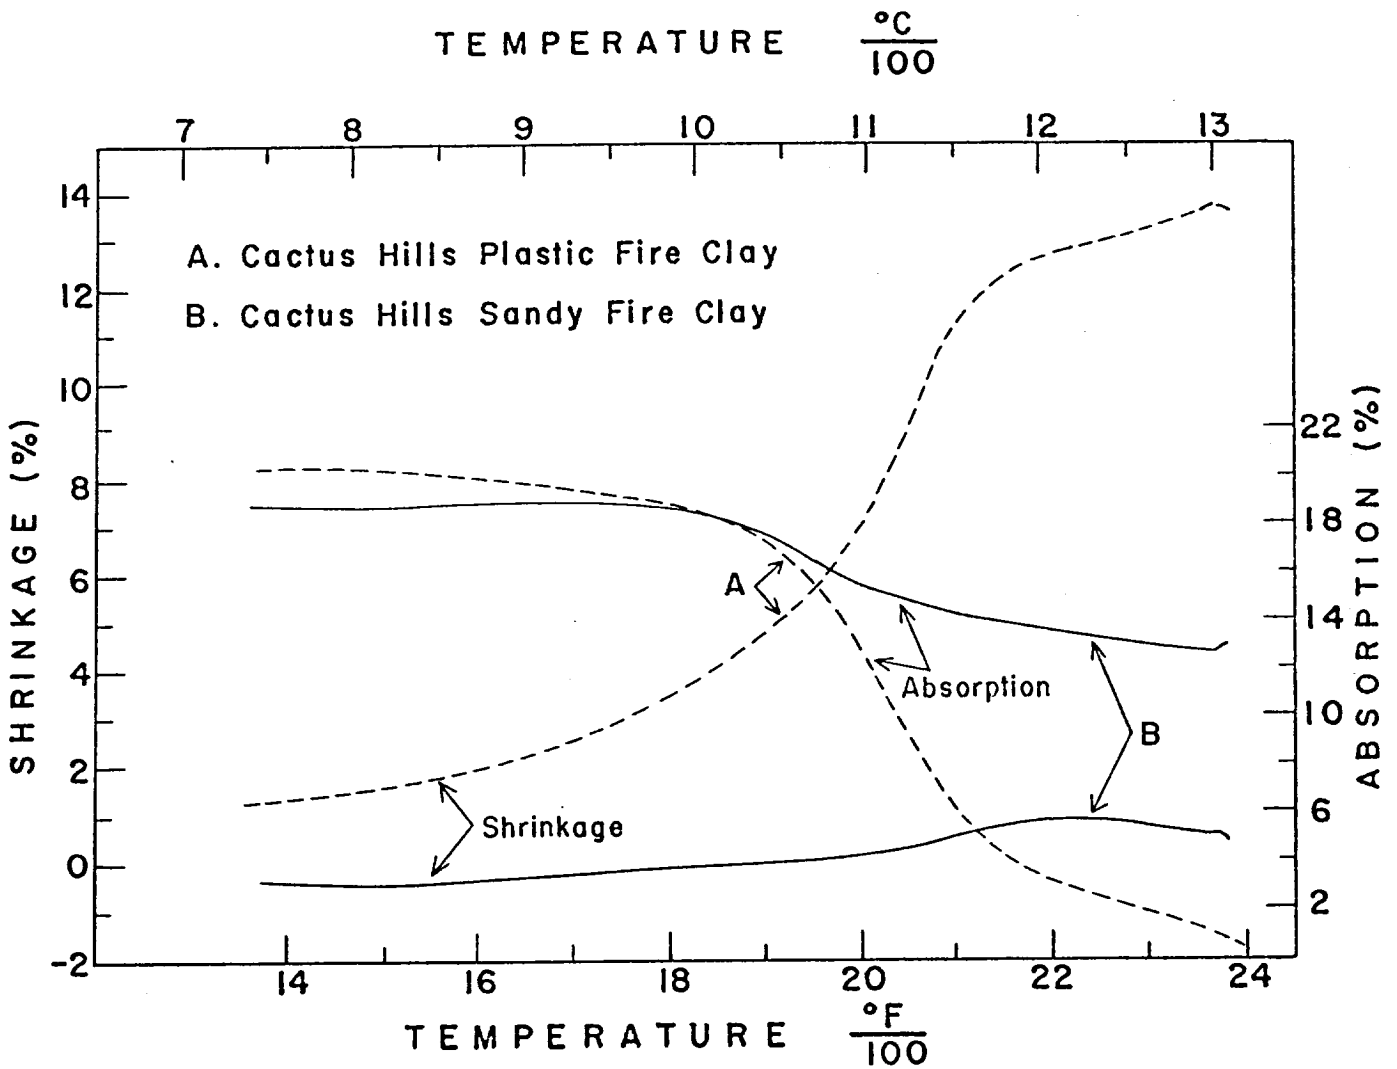 TEMPERATURE °C/100
7 8 9 10 11 12 13
14
A. Cactus Hills Plastic Fire Clay
12
B. Cactus Hills Sandy Fire Clay
10
22
8
18
6
A
14
4
Absorption
10
B
2
6
Shrinkage
0
2
-2
SHRINKAGE (%)
ABSORPTION (%)
14 16 18 20 22 24
TEMPERATURE °F/100